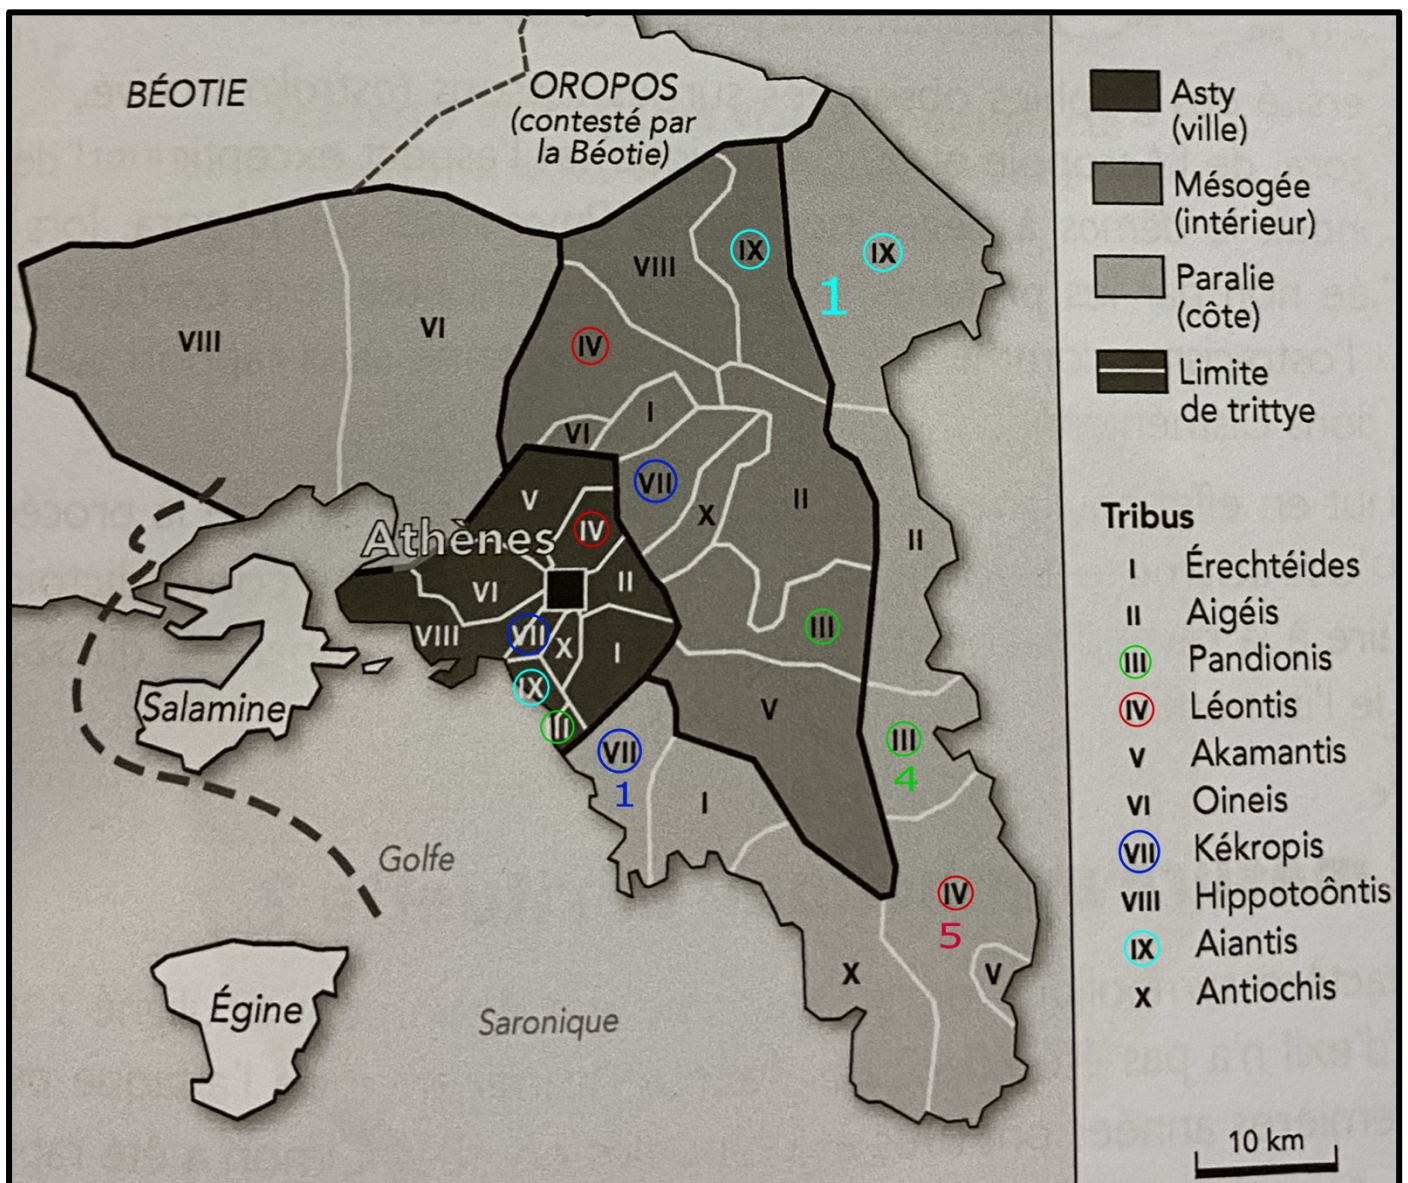 BÉOTIE
OROPOS
(contesté par
la Béotie)
VIII
VI
VIII
IX
IX
1
IV
I
VI
VII
X
II
II
V
IV
Athènes
VI
II
VIII
VII
X
I
IX
III
III
V
VII
1
I
III
4
IV
5
X
V
Salamine
Golfe
Saronique
Égine
Asty
(ville)
Mésogée
(intérieur)
Paralie
(côte)
Limite
de trittye
Tribus
I Érechtéides
II Aigéis
III Pandionis
IV Léontis
V Akamantis
VI Oineis
VII Kékropis
VIII Hippotoôntis
IX Aiantis
X Antiochis
10 km